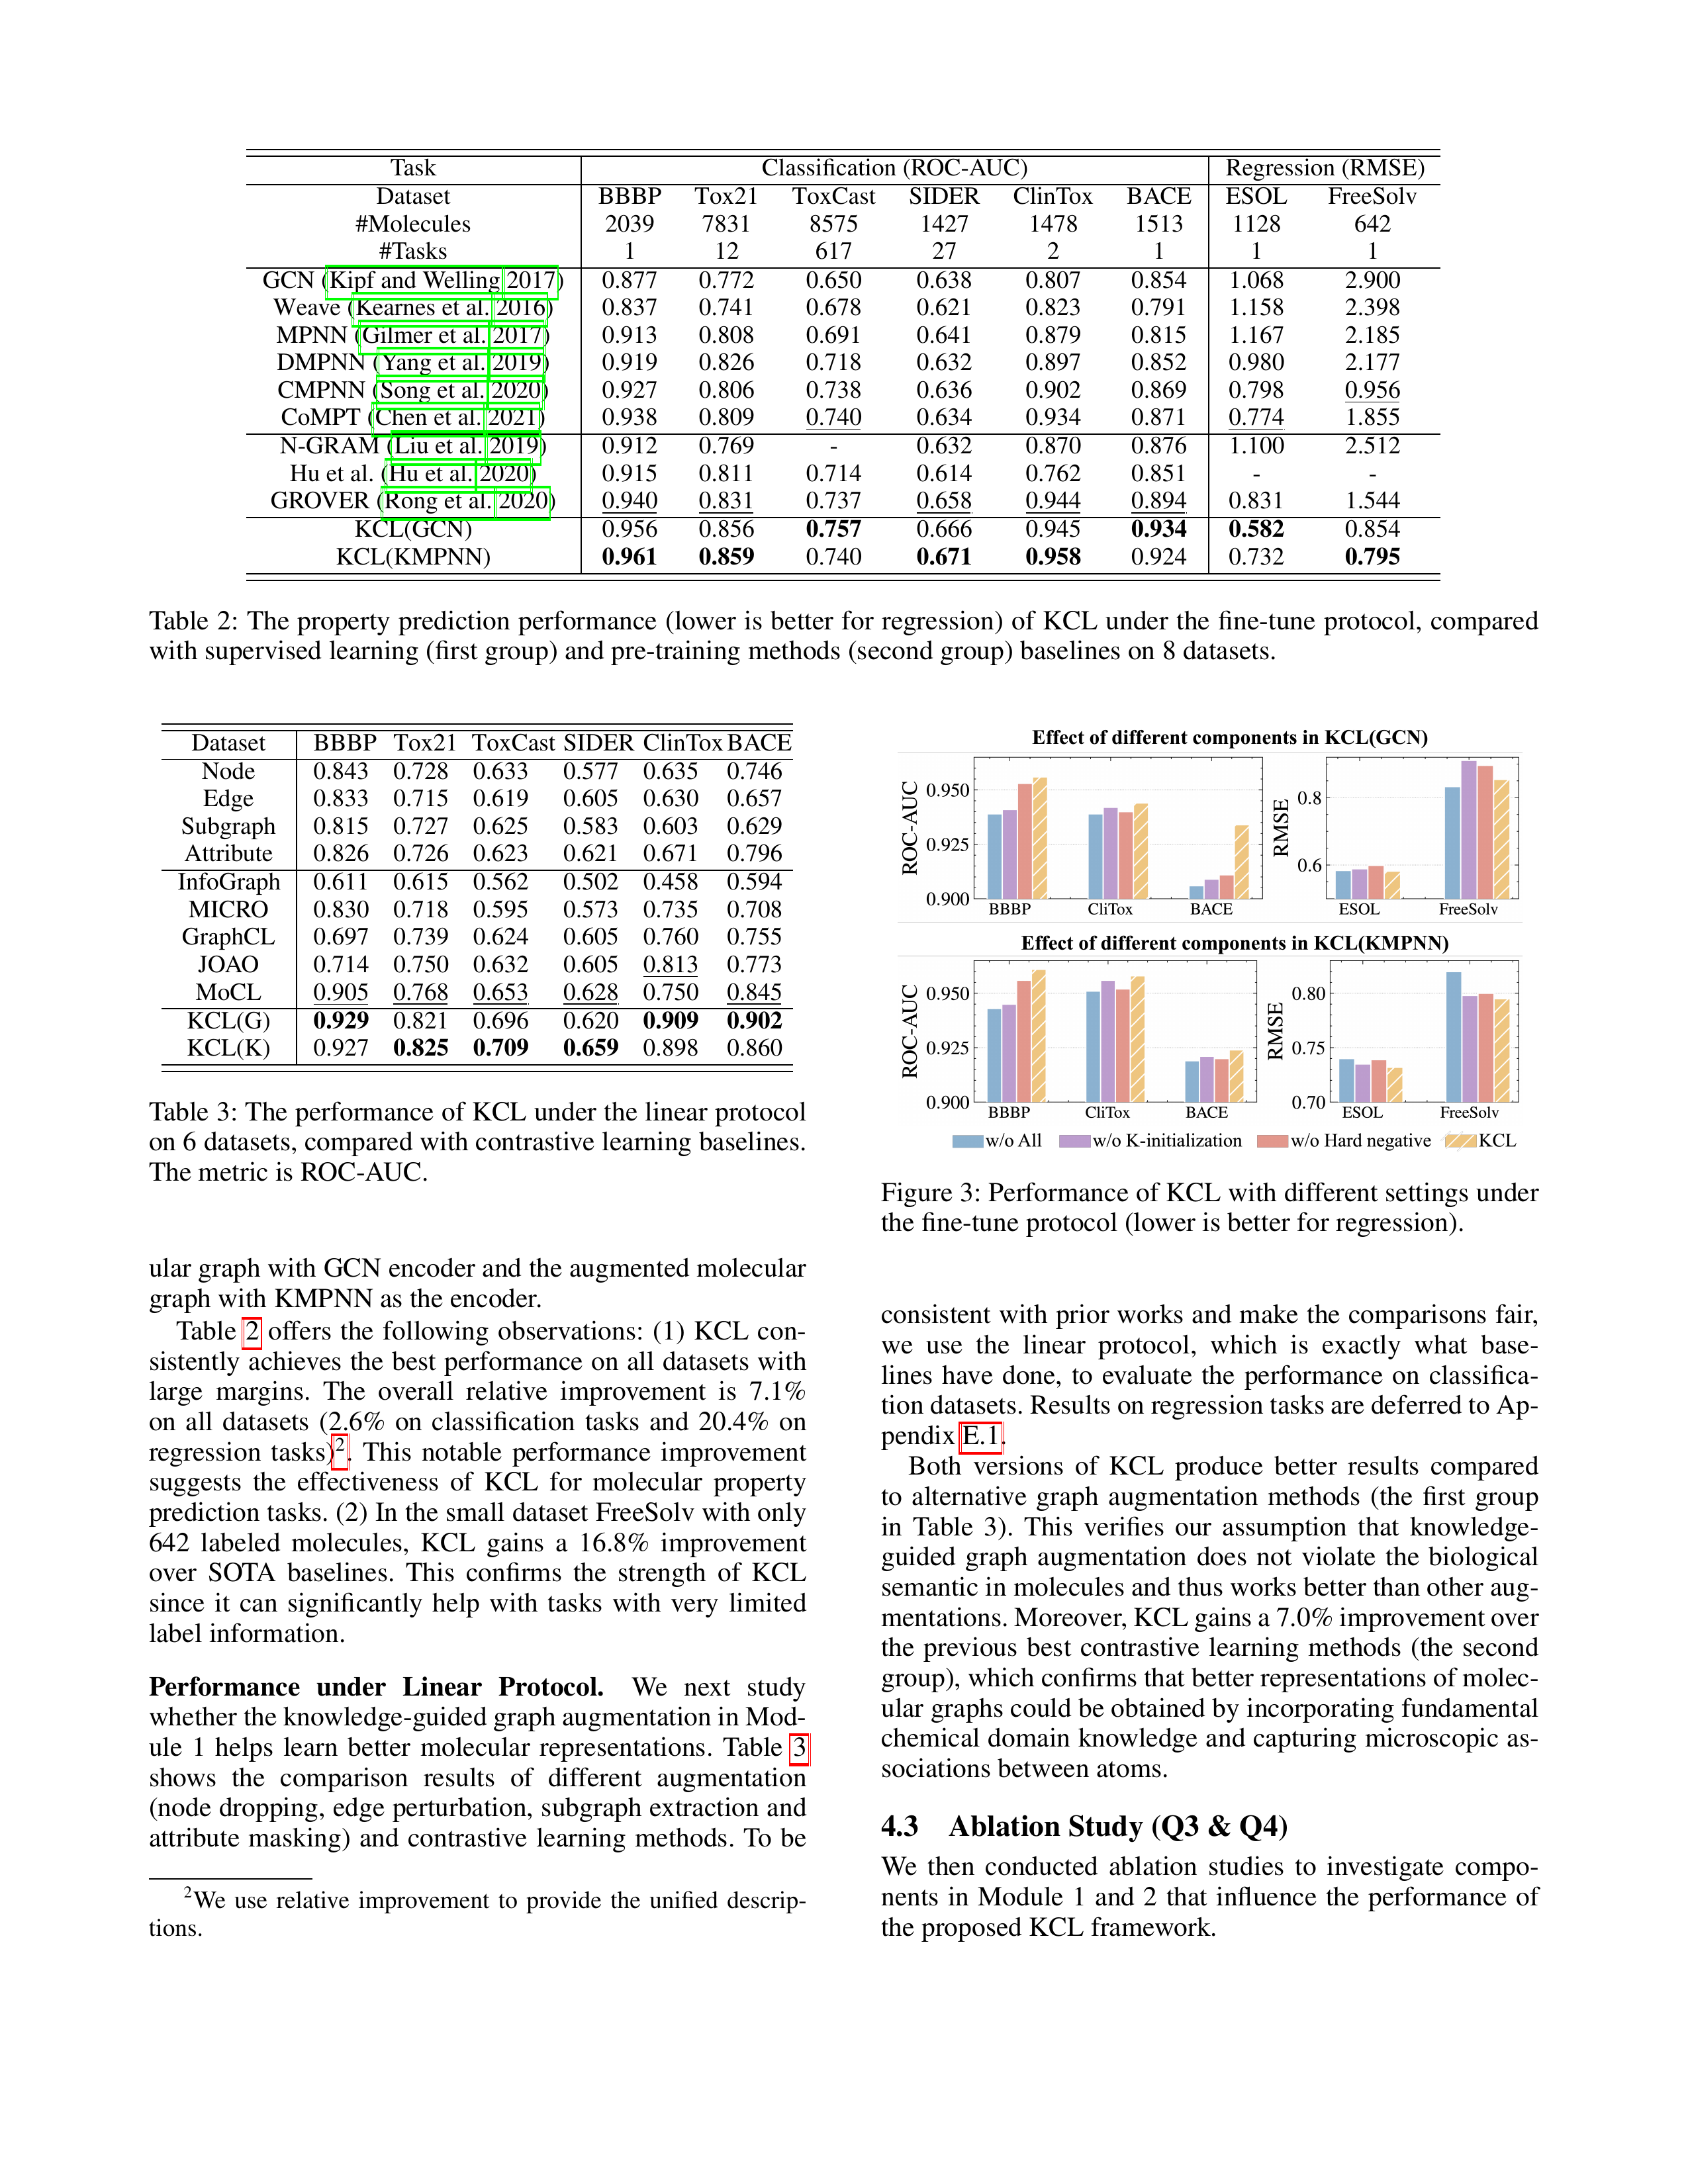 Task Classification (ROC-AUC) Regression (RMSE)
Dataset BBBP Tox21 ToxCast SIDER ClinTox BACE ESOL FreeSolv
#Molecules 2039 7831 8575 1427 1478 1513 1128 642
#Tasks 1 12 617 27 2 1 1 1
GCN (Kipf and Welling 2017) 0.877 0.772 0.650 0.638 0.807 0.854 1.068 2.900
Weave (Kearnes et al. 2016) 0.837 0.741 0.678 0.621 0.823 0.791 1.158 2.398
MPNN (Gilmer et al. 2017) 0.913 0.808 0.691 0.641 0.879 0.815 1.167 2.185
DMPNN (Yang et al. 2019) 0.919 0.826 0.718 0.632 0.897 0.852 0.980 2.177
CMPNN (Song et al. 2020) 0.927 0.806 0.738 0.636 0.902 0.869 0.798 0.956
CoMPT (Chen et al. 2021) 0.938 0.809 0.740 0.634 0.934 0.871 0.774 1.855
N-GRAM (Liu et al. 2019) 0.912 0.769 - 0.632 0.870 0.876 1.100 2.512
Hu et al. (Hu et al. 2020) 0.915 0.811 0.714 0.614 0.762 0.851 - -
GROVER (Rong et al. 2020) 0.940 0.831 0.737 0.658 0.944 0.894 0.831 1.544
KCL(GCN) 0.956 0.856 0.757 0.666 0.945 0.934 0.582 0.854
KCL(KMPNN) 0.961 0.859 0.740 0.671 0.958 0.924 0.732 0.795
Table 2: The property prediction performance (lower is better for regression) of KCL under the fine-tune protocol, compared
with supervised learning (first group) and pre-training methods (second group) baselines on 8 datasets.
Dataset BBBP Tox21 ToxCast SIDER ClinTox BACE
Node 0.843 0.728 0.633 0.577 0.635 0.746
Edge 0.833 0.715 0.619 0.605 0.630 0.657
Subgraph 0.815 0.727 0.625 0.583 0.603 0.629
Attribute 0.826 0.726 0.623 0.621 0.671 0.796
InfoGraph 0.611 0.615 0.562 0.502 0.458 0.594
MICRO 0.830 0.718 0.595 0.573 0.735 0.708
GraphCL 0.697 0.739 0.624 0.605 0.760 0.755
JOAO 0.714 0.750 0.632 0.605 0.813 0.773
MoCL 0.905 0.768 0.653 0.628 0.750 0.845
KCL(G) 0.929 0.821 0.696 0.620 0.909 0.902
KCL(K) 0.927 0.825 0.709 0.659 0.898 0.860
Table 3: The performance of KCL under the linear protocol
on 6 datasets, compared with contrastive learning baselines.
The metric is ROC-AUC.
ular graph with GCN encoder and the augmented molecular
graph with KMPNN as the encoder.
Table 2 offers the following observations: (1) KCL con-
sistently achieves the best performance on all datasets with
large margins. The overall relative improvement is 7.1%
on all datasets (2.6% on classification tasks and 20.4% on
regression tasks)2. This notable performance improvement
suggests the effectiveness of KCL for molecular property
prediction tasks. (2) In the small dataset FreeSolv with only
642 labeled molecules, KCL gains a 16.8% improvement
over SOTA baselines. This confirms the strength of KCL
since it can significantly help with tasks with very limited
label information.
Performance under Linear Protocol. We next study
whether the knowledge-guided graph augmentation in Mod-
ule 1 helps learn better molecular representations. Table 3
shows the comparison results of different augmentation
(node dropping, edge perturbation, subgraph extraction and
attribute masking) and contrastive learning methods. To be
2We use relative improvement to provide the unified descrip-
tions.
Effect of different components in KCL(GCN)
ROC-AUC
0.950
0.925
0.900
BBBP CliTox BACE
RMSE
0.8
0.6
ESOL FreeSolv
Effect of different components in KCL(KMPNN)
ROC-AUC
0.950
0.925
0.900
BBBP CliTox BACE
RMSE
0.80
0.75
0.70
ESOL FreeSolv
w/o All w/o K-initialization w/o Hard negative KCL
Figure 3: Performance of KCL with different settings under
the fine-tune protocol (lower is better for regression).
consistent with prior works and make the comparisons fair,
we use the linear protocol, which is exactly what base-
lines have done, to evaluate the performance on classifica-
tion datasets. Results on regression tasks are deferred to Ap-
pendix E.1.
Both versions of KCL produce better results compared
to alternative graph augmentation methods (the first group
in Table 3). This verifies our assumption that knowledge-
guided graph augmentation does not violate the biological
semantic in molecules and thus works better than other aug-
mentations. Moreover, KCL gains a 7.0% improvement over
the previous best contrastive learning methods (the second
group), which confirms that better representations of molec-
ular graphs could be obtained by incorporating fundamental
chemical domain knowledge and capturing microscopic as-
sociations between atoms.
4.3 Ablation Study (Q3 & Q4)
We then conducted ablation studies to investigate compo-
nents in Module 1 and 2 that influence the performance of
the proposed KCL framework.